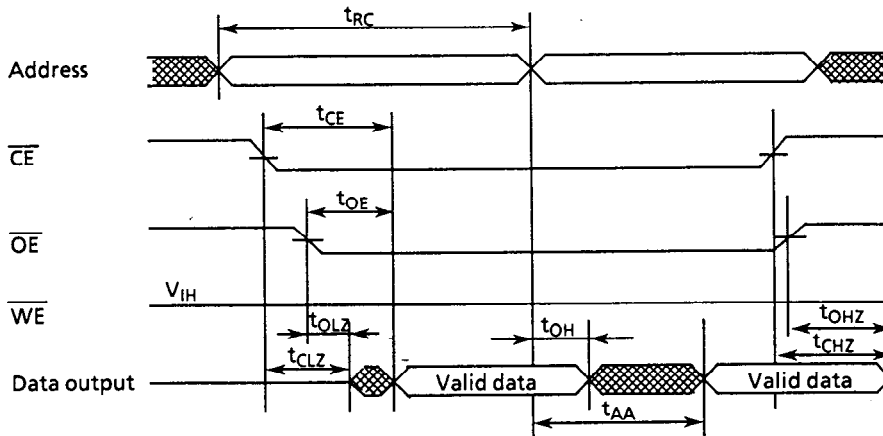 tRC
Address
tCE
CE
tOE
OE
VIH
WE
tOLZ
tOH
tOHZ
tCLZ
tCHZ
Data output
Valid data
Valid data
tAA